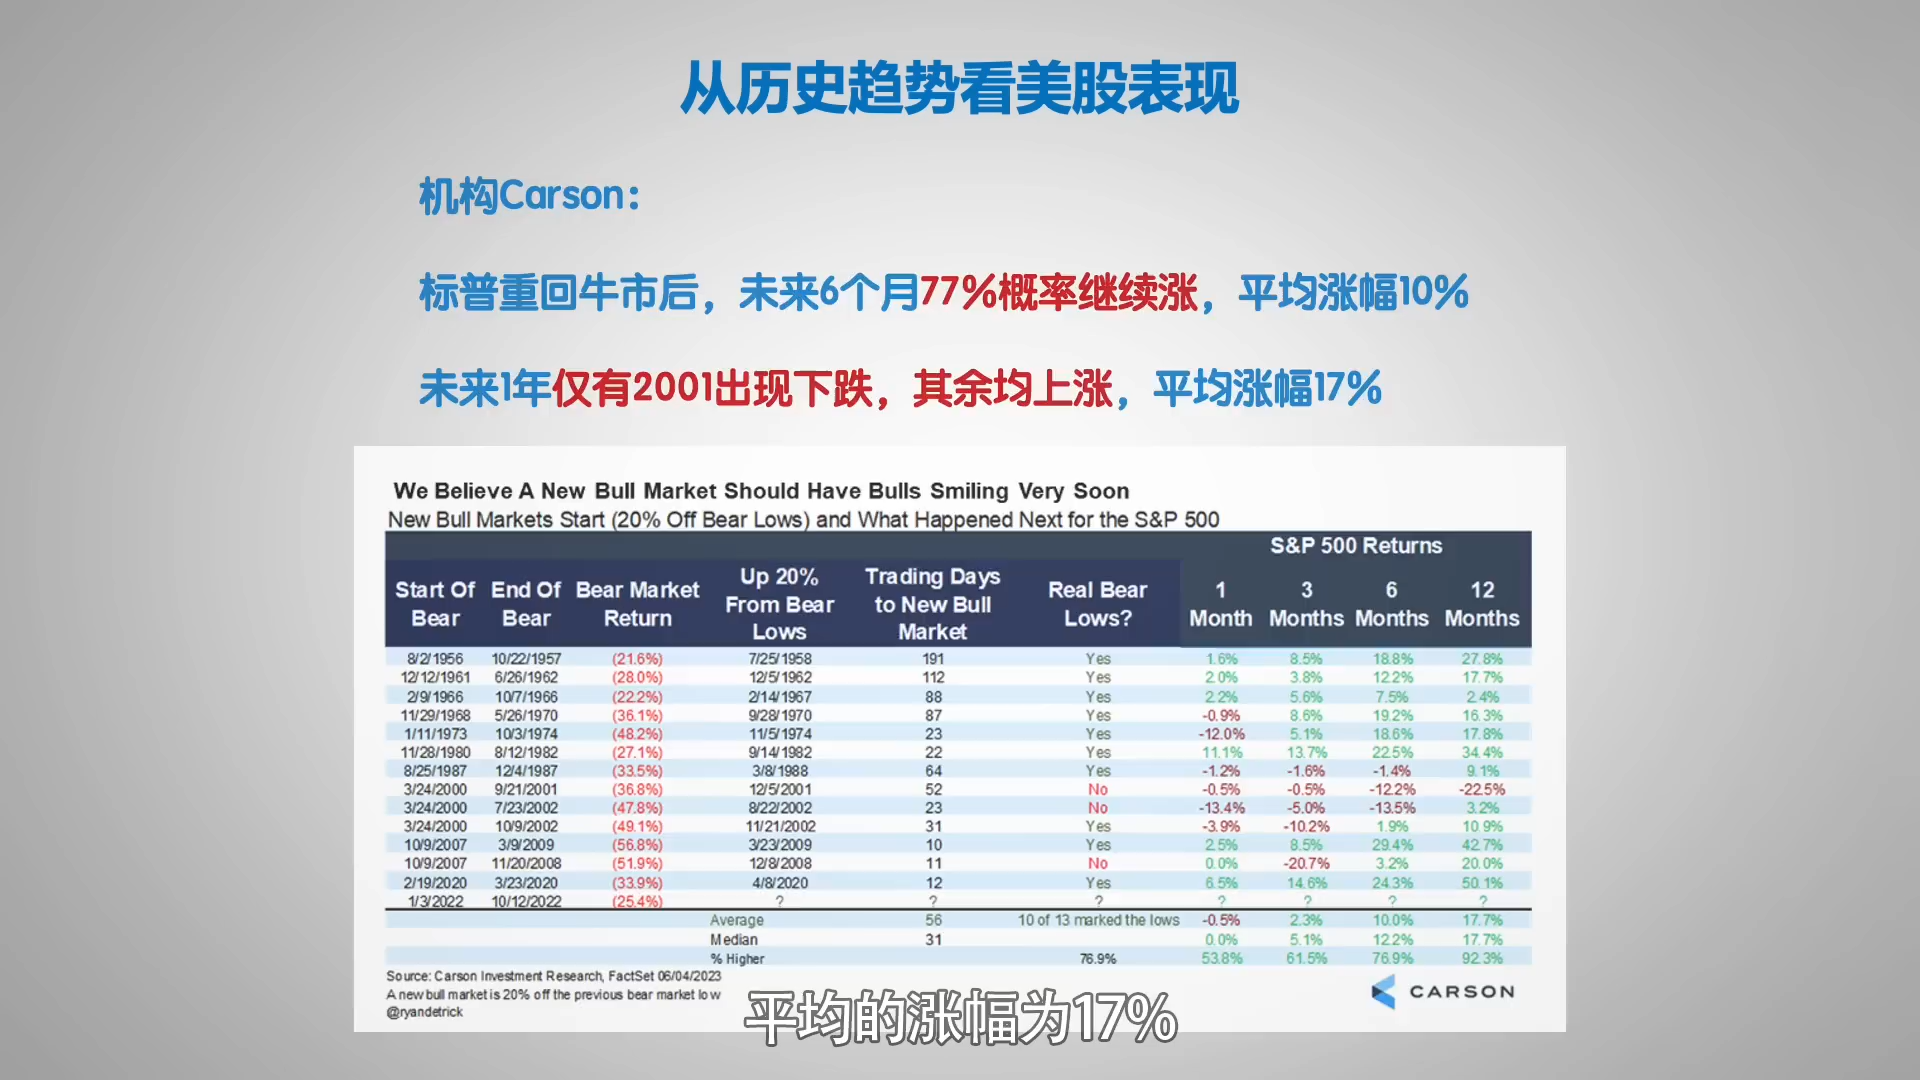 从历史趋势看美股表现
机构Carson：
标普重回牛市后，未来6个月77%概率继续涨，平均涨幅10%
未来1年仅有2001出现下跌，其余均上涨，平均涨幅17%
We Believe A New Bull Market Should Have Bulls Smiling Very Soon
New Bull Markets Start (20% Off Bear Lows) and What Happened Next for the S&P 500
S&P 500 Returns
Start Of Bear End Of Bear Bear Market Return Up 20% From Bear Lows Trading Days to New Bull Market Real Bear Lows? 1 Month 3 Months 6 Months 12 Months
8/2/1956 10/22/1957 (21.6%) 7/25/1958 191 Yes 1.6% 8.5% 18.8% 27.8%
12/12/1961 6/26/1962 (28.0%) 12/5/1962 112 Yes 2.0% 3.8% 12.2% 17.7%
2/9/1966 10/7/1966 (22.2%) 2/14/1967 88 Yes 2.2% 5.6% 7.5% 2.4%
11/29/1968 5/26/1970 (36.1%) 9/28/1970 87 Yes -0.9% 8.6% 19.2% 16.3%
1/11/1973 10/3/1974 (48.2%) 11/5/1974 23 Yes -12.0% 5.1% 18.6% 17.8%
11/28/1980 8/12/1982 (27.1%) 9/14/1982 22 Yes 11.1% 13.7% 22.5% 34.4%
8/25/1987 12/4/1987 (33.5%) 3/8/1988 64 Yes -1.2% -1.6% -1.4% 9.1%
3/24/2000 9/21/2001 (36.8%) 12/5/2001 52 No -0.5% -0.5% -12.2% -22.5%
3/24/2000 7/23/2002 (47.8%) 8/22/2002 23 No -13.4% -5.0% -13.5% 3.2%
3/24/2000 10/9/2002 (49.1%) 11/21/2002 31 Yes -3.9% -10.2% 1.9% 10.9%
10/9/2007 3/9/2009 (56.8%) 3/23/2009 10 Yes 2.5% 8.5% 29.4% 42.7%
10/9/2007 11/20/2008 (51.9%) 12/8/2008 11 No 0.0% -20.7% 3.2% 20.0%
2/19/2020 3/23/2020 (33.9%) 4/8/2020 12 Yes 6.5% 14.6% 24.3% 50.1%
1/3/2022 10/12/2022 (25.4%) ? ? ? ? ? ? ?
Average 56 10 of 13 marked the lows -0.5% 2.3% 10.0% 17.7%
Median 31 0.0% 5.1% 12.2% 17.7%
% Higher 76.9% 53.8% 61.5% 76.9% 92.3%
Source: Carson Investment Research, FactSet 06/04/2023
A new bull market is 20% off the previous bear market low
@ryandetrick
CARSON
平均的涨幅为17%